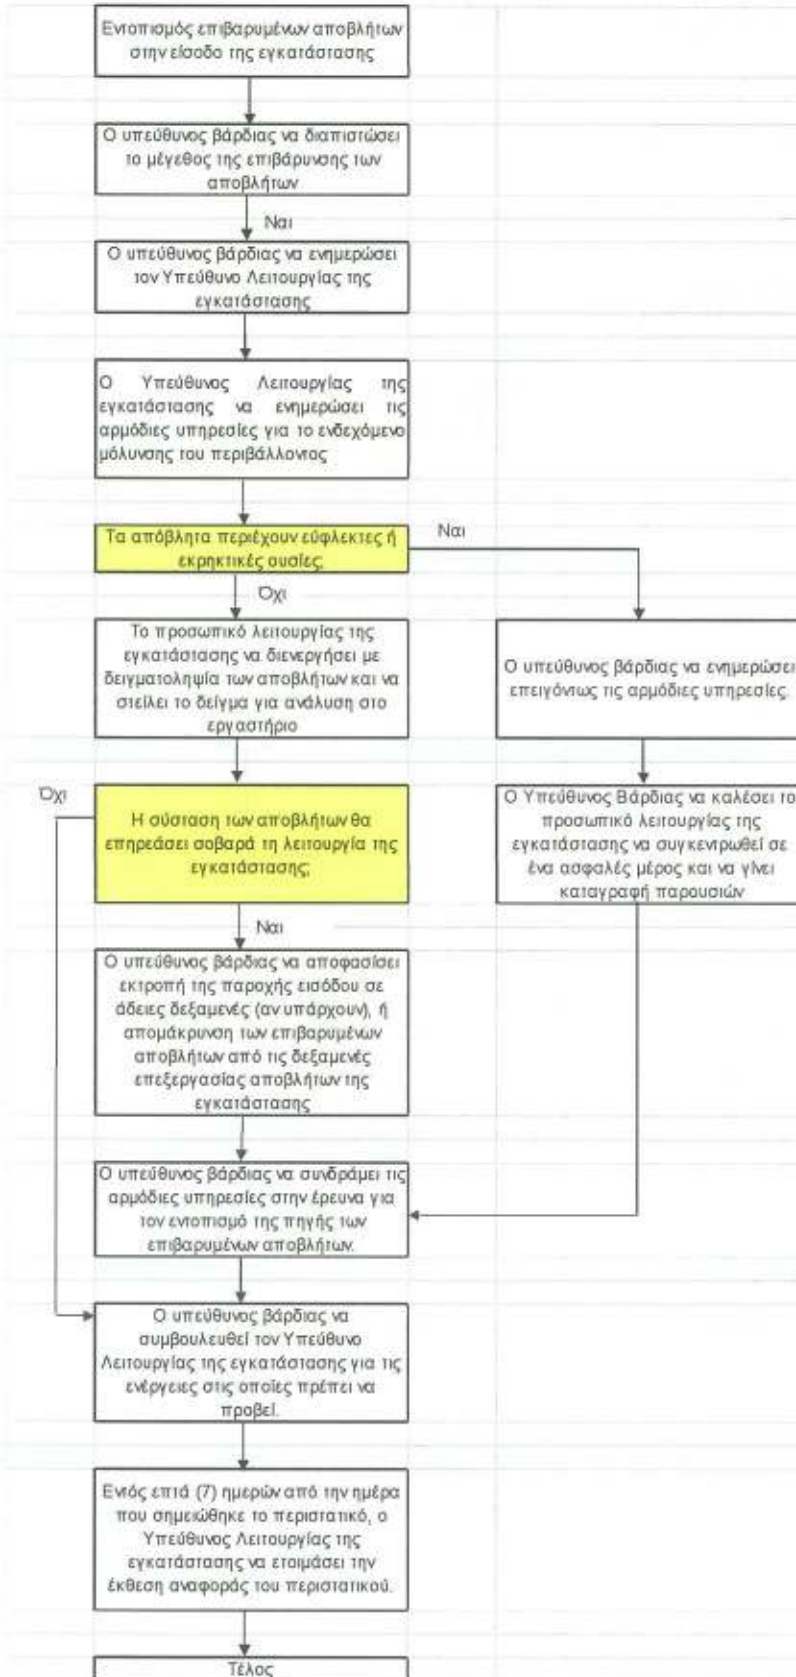 Εντοπισμός επιβαρυμένων αποβλήτων
στην είσοδο της εγκατάστασης
Ο υπεύθυνος βάρδιας να διαπιστώσει
το μέγεθος της επιβάρυνσης των
αποβλήτων
Ναι
Ο υπεύθυνος βάρδιας να ενημερώσει
τον Υπεύθυνο Λειτουργίας της
εγκατάστασης
Ο Υπεύθυνος Λειτουργίας της
εγκατάστασης να ενημερώσει τις
αρμόδιες υπηρεσίες για το ενδεχόμενο
μόλυνσης του περιβάλλοντος
Τα απόβλητα περιέχουν εύφλεκτες ή
εκρηκτικές ουσίες;
Ναι
Όχι
Το προσωπικό λειτουργίας της
εγκατάστασης να διενεργήσει με
δειγματοληψία των αποβλήτων και να
στείλει το δείγμα για ανάλυση στο
εργαστήριο
Ο υπεύθυνος βάρδιας να ενημερώσει
επειγόντως τις αρμόδιες υπηρεσίες.
Όχι
Η σύσταση των αποβλήτων θα
επηρεάσει σοβαρά τη λειτουργία της
εγκατάστασης;
Ο Υπεύθυνος Βάρδιας να καλέσει το
προσωπικό λειτουργίας της
εγκατάστασης να συγκεντρωθεί σε
ένα ασφαλές μέρος και να γίνει
καταγραφή παρουσιών
Ναι
Ο υπεύθυνος βάρδιας να αποφασίσει
εκτροπή της παροχής εισόδου σε
άδειες δεξαμενές (αν υπάρχουν), ή
απομάκρυνση των επιβαρυμένων
αποβλήτων από τις δεξαμενές
επεξεργασίας αποβλήτων της
εγκατάστασης
Ο υπεύθυνος βάρδιας να συνδράμει τις
αρμόδιες υπηρεσίες στην έρευνα για
τον εντοπισμό της πηγής των
επιβαρυμένων αποβλήτων.
Ο υπεύθυνος βάρδιας να
συμβουλευθεί τον Υπεύθυνο
Λειτουργίας της εγκατάστασης για τις
ενέργειες στις οποίες πρέπει να
προβεί.
Εντός επτά (7) ημερών από την ημέρα
που σημειώθηκε το περιστατικό, ο
Υπεύθυνος Λειτουργίας της
εγκατάστασης να ετοιμάσει την
έκθεση αναφοράς του περιστατικού.
Τέλος